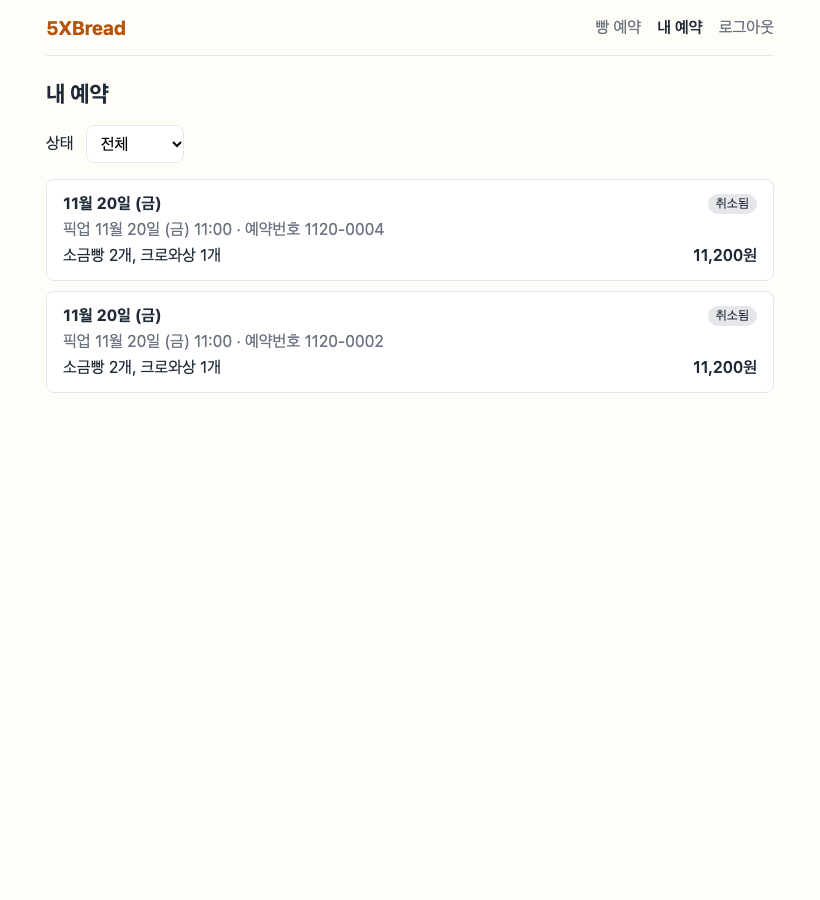 5XBread
빵 예약 내 예약 로그아웃
내 예약
상태 전체
11월 20일 (금) 취소됨
픽업 11월 20일 (금) 11:00 · 예약번호 1120-0004
소금빵 2개, 크로와상 1개 11,200원
11월 20일 (금) 취소됨
픽업 11월 20일 (금) 11:00 · 예약번호 1120-0002
소금빵 2개, 크로와상 1개 11,200원